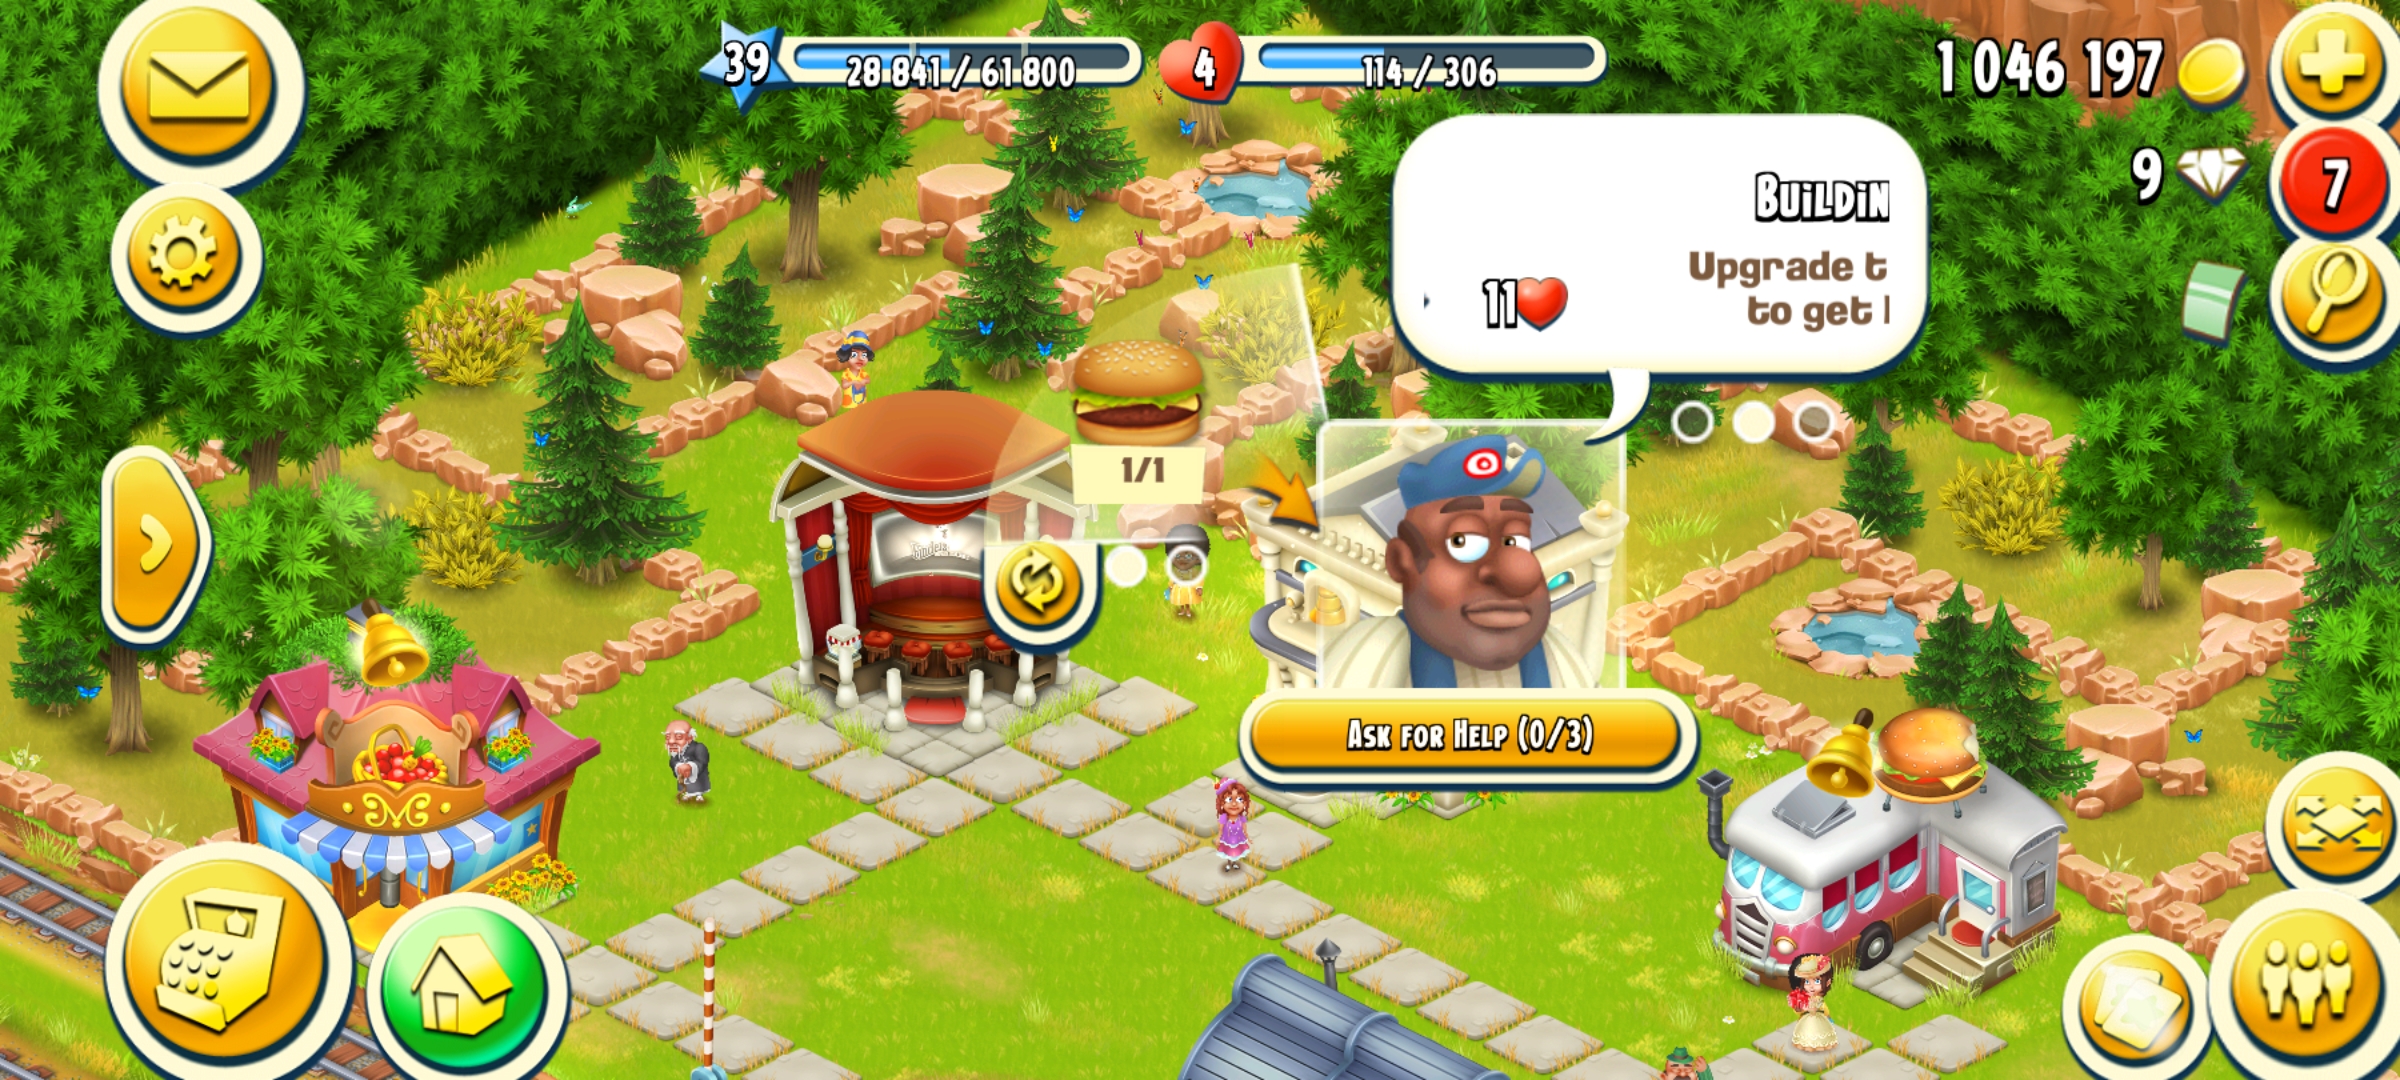 39
28 841 / 61 800
4
114 / 306
1 046 197
9
7
BUiLDiN
Upgrade t
to get l
11
1/1
ASK FOR HELP (0/3)